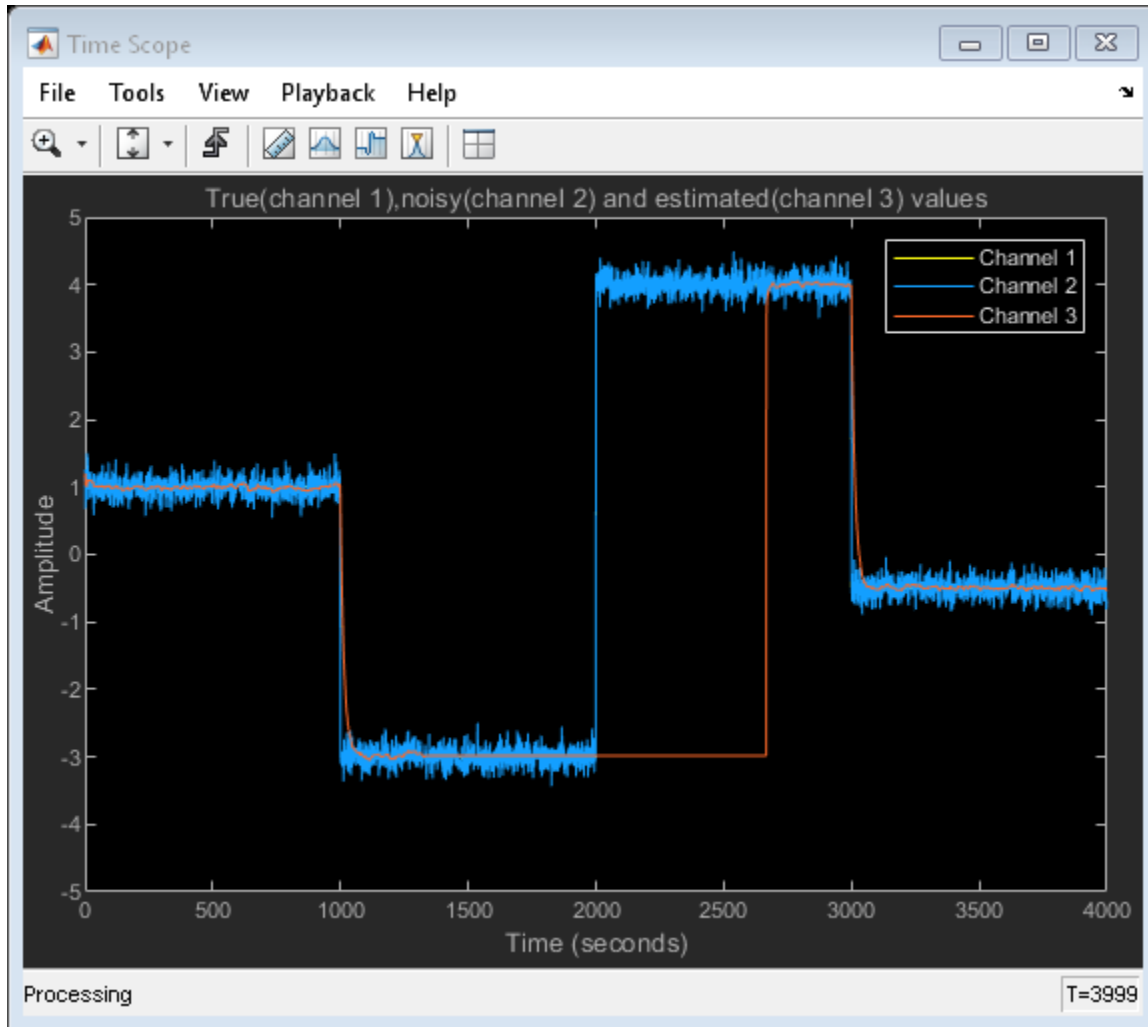 Time Scope
File Tools View Playback Help
True(channel 1),noisy(channel 2) and estimated(channel 3) values
Channel 1
Channel 2
Channel 3
Amplitude
5
4
3
2
1
0
-1
-2
-3
-4
-5
0 500 1000 1500 2000 2500 3000 3500 4000
Time (seconds)
Processing T=3999